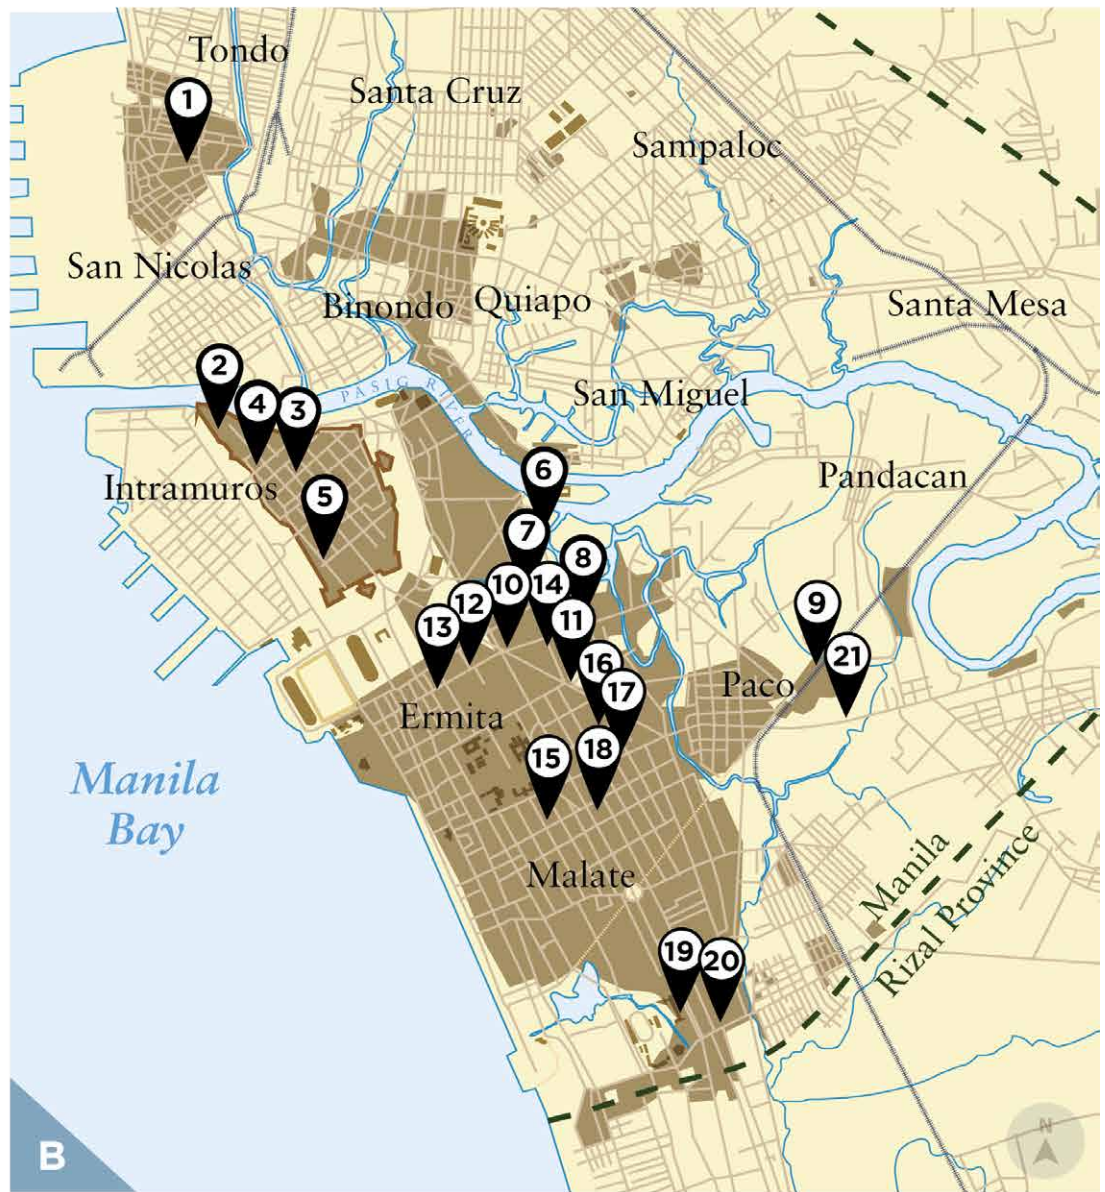 Tondo
1
Santa Cruz
Sampaloc
San Nicolas
Binondo
Quiapo
Santa Mesa
2
4
3
PASIG RIVER
San Miguel
Intramuros
5
6
Pandacan
7
8
10
14
12
13
11
9
16
21
17
Paco
Ermita
15
18
Manila
Bay
Malate
Manila
Rizal Province
19
20
N
B